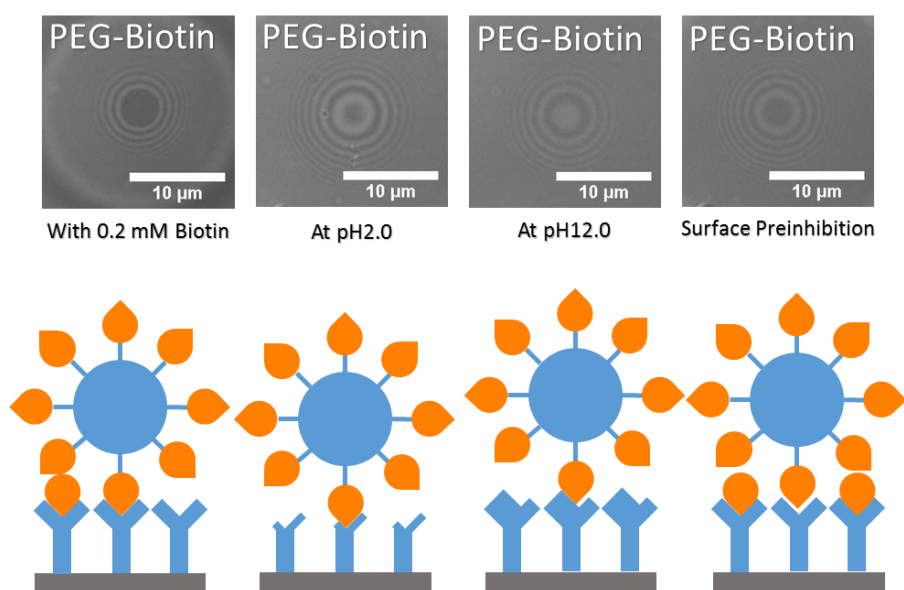 PEG-Biotin
PEG-Biotin
PEG-Biotin
PEG-Biotin
10 µm
10 µm
10 µm
10 µm
With 0.2 mM Biotin
At pH2.0
At pH12.0
Surface Preinhibition